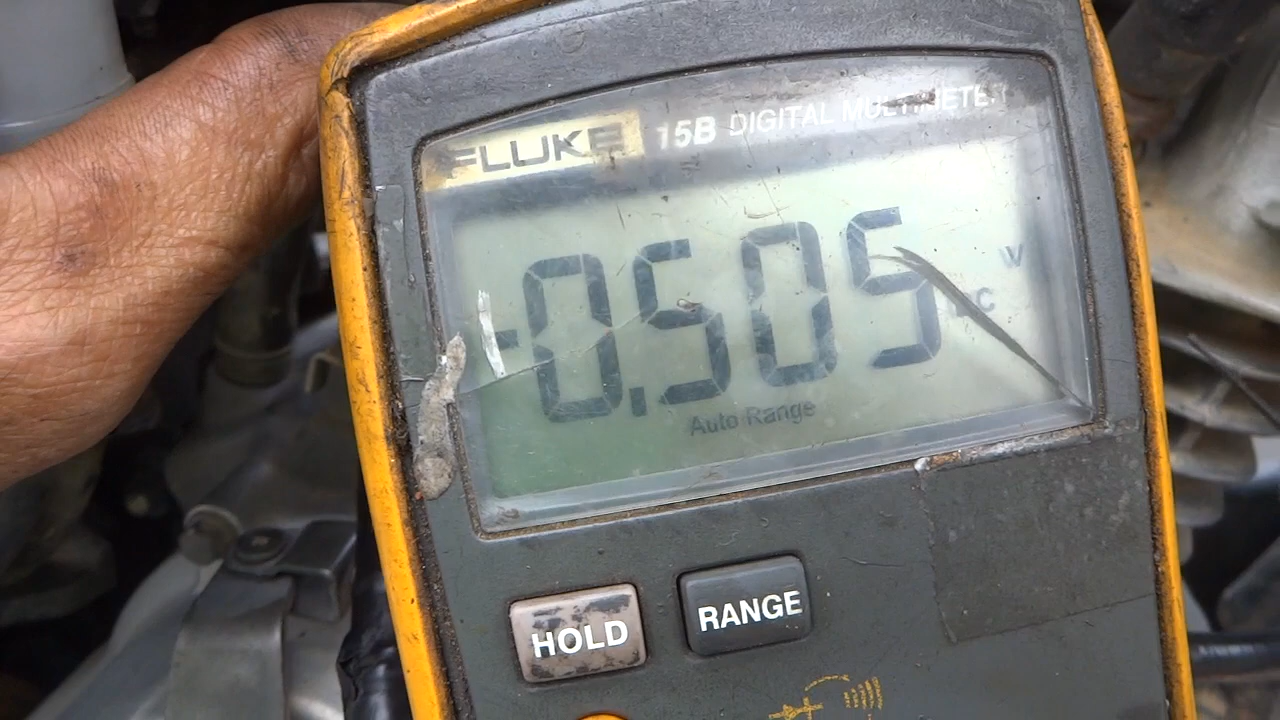 FLUKE 15B DIGITAL MULTIMETER
V
-0.505
Auto Range
HOLD
RANGE